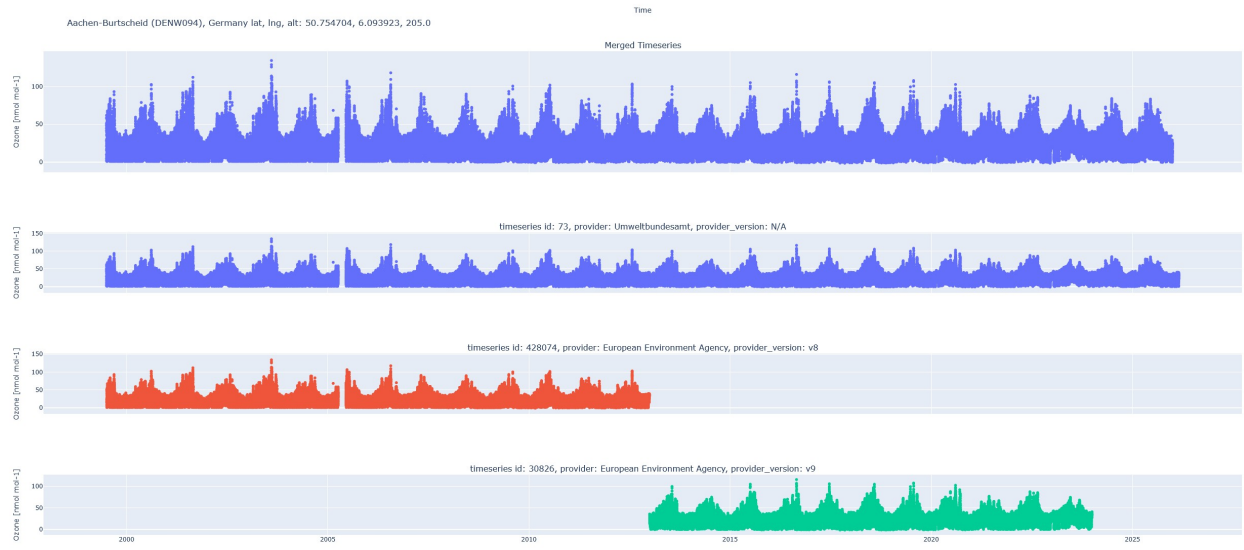 Time
Aachen-Burtscheid (DENW094), Germany lat, lng, alt: 50.754704, 6.093923, 205.0
Merged Timeseries
Ozone [nmol mol-1]
100
50
0
timeseries id: 73, provider: Umweltbundesamt, provider_version: N/A
Ozone [nmol mol-1]
150
100
50
0
timeseries id: 428074, provider: European Environment Agency, provider_version: v8
Ozone [nmol mol-1]
150
100
50
0
timeseries id: 30826, provider: European Environment Agency, provider_version: v9
Ozone [nmol mol-1]
100
50
0
2000 2005 2010 2015 2020 2025